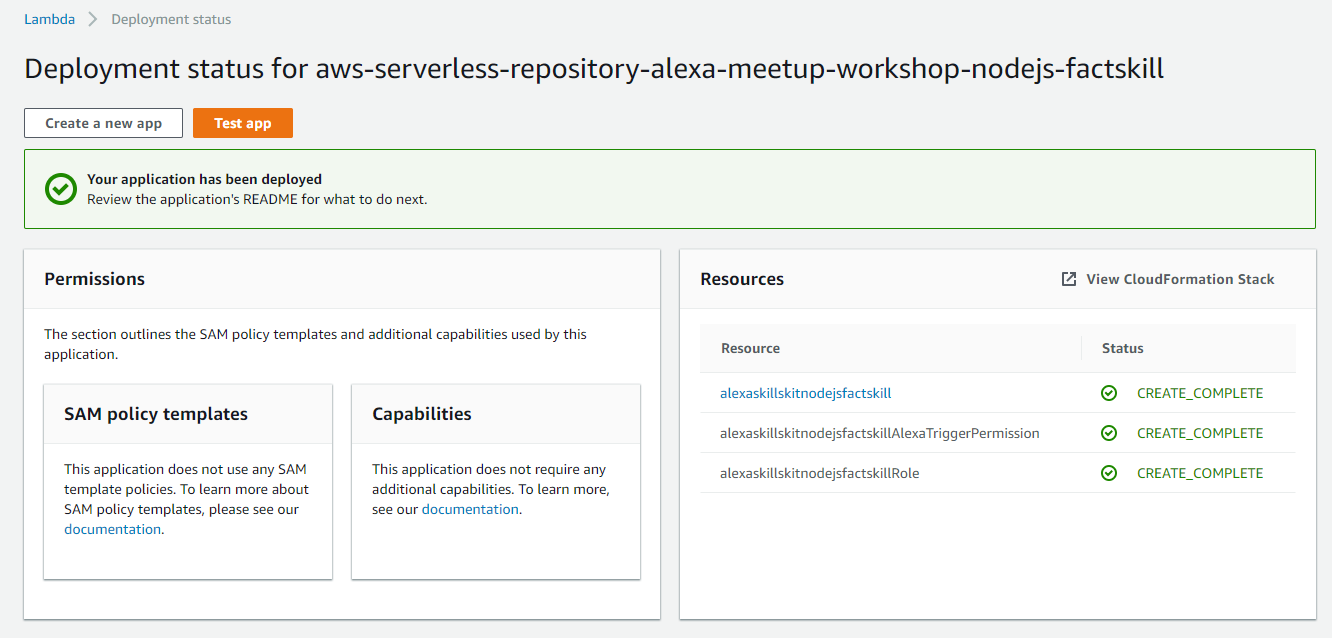 Lambda > Deployment status
Deployment status for aws-serverless-repository-alexa-meetup-workshop-nodejs-factskill
Create a new app
Test app
Your application has been deployed
Review the application's README for what to do next.
Permissions
The section outlines the SAM policy templates and additional capabilities used by this
application.
SAM policy templates
This application does not use any SAM
template policies. To learn more about
SAM policy templates, please see our
documentation.
Capabilities
This application does not require any
additional capabilities. To learn more,
see our documentation.
Resources
View CloudFormation Stack
Resource Status
alexaskillskitnodejsfactskill CREATE_COMPLETE
alexaskillskitnodejsfactskillAlexaTriggerPermission CREATE_COMPLETE
alexaskillskitnodejsfactskillRole CREATE_COMPLETE